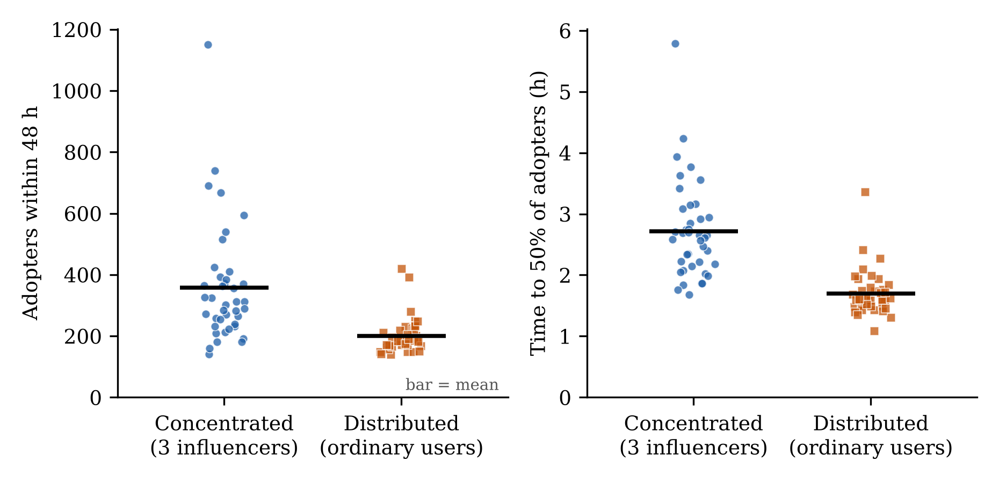 Adopters within 48 h
1200
1000
800
600
400
200
0
Concentrated
(3 influencers)
Distributed
(ordinary users)
bar = mean
Time to 50% of adopters (h)
6
5
4
3
2
1
0
Concentrated
(3 influencers)
Distributed
(ordinary users)